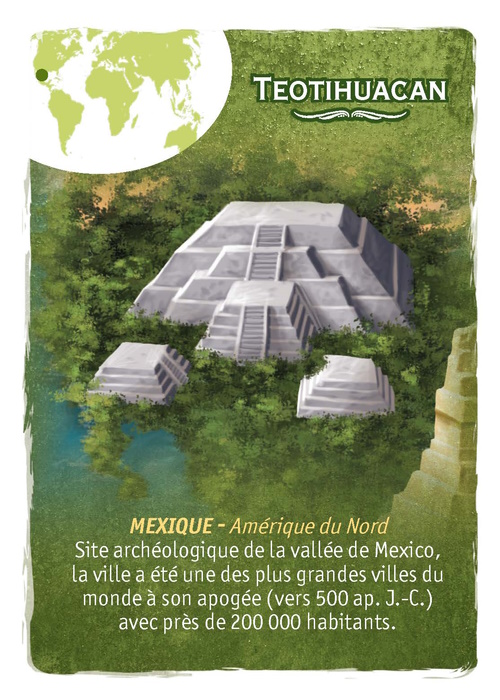 TEOTIHUACAN
MEXIQUE - Amérique du Nord
Site archéologique de la vallée de Mexico,
la ville a été une des plus grandes villes du
monde à son apogée (vers 500 ap. J.-C.)
avec près de 200 000 habitants.